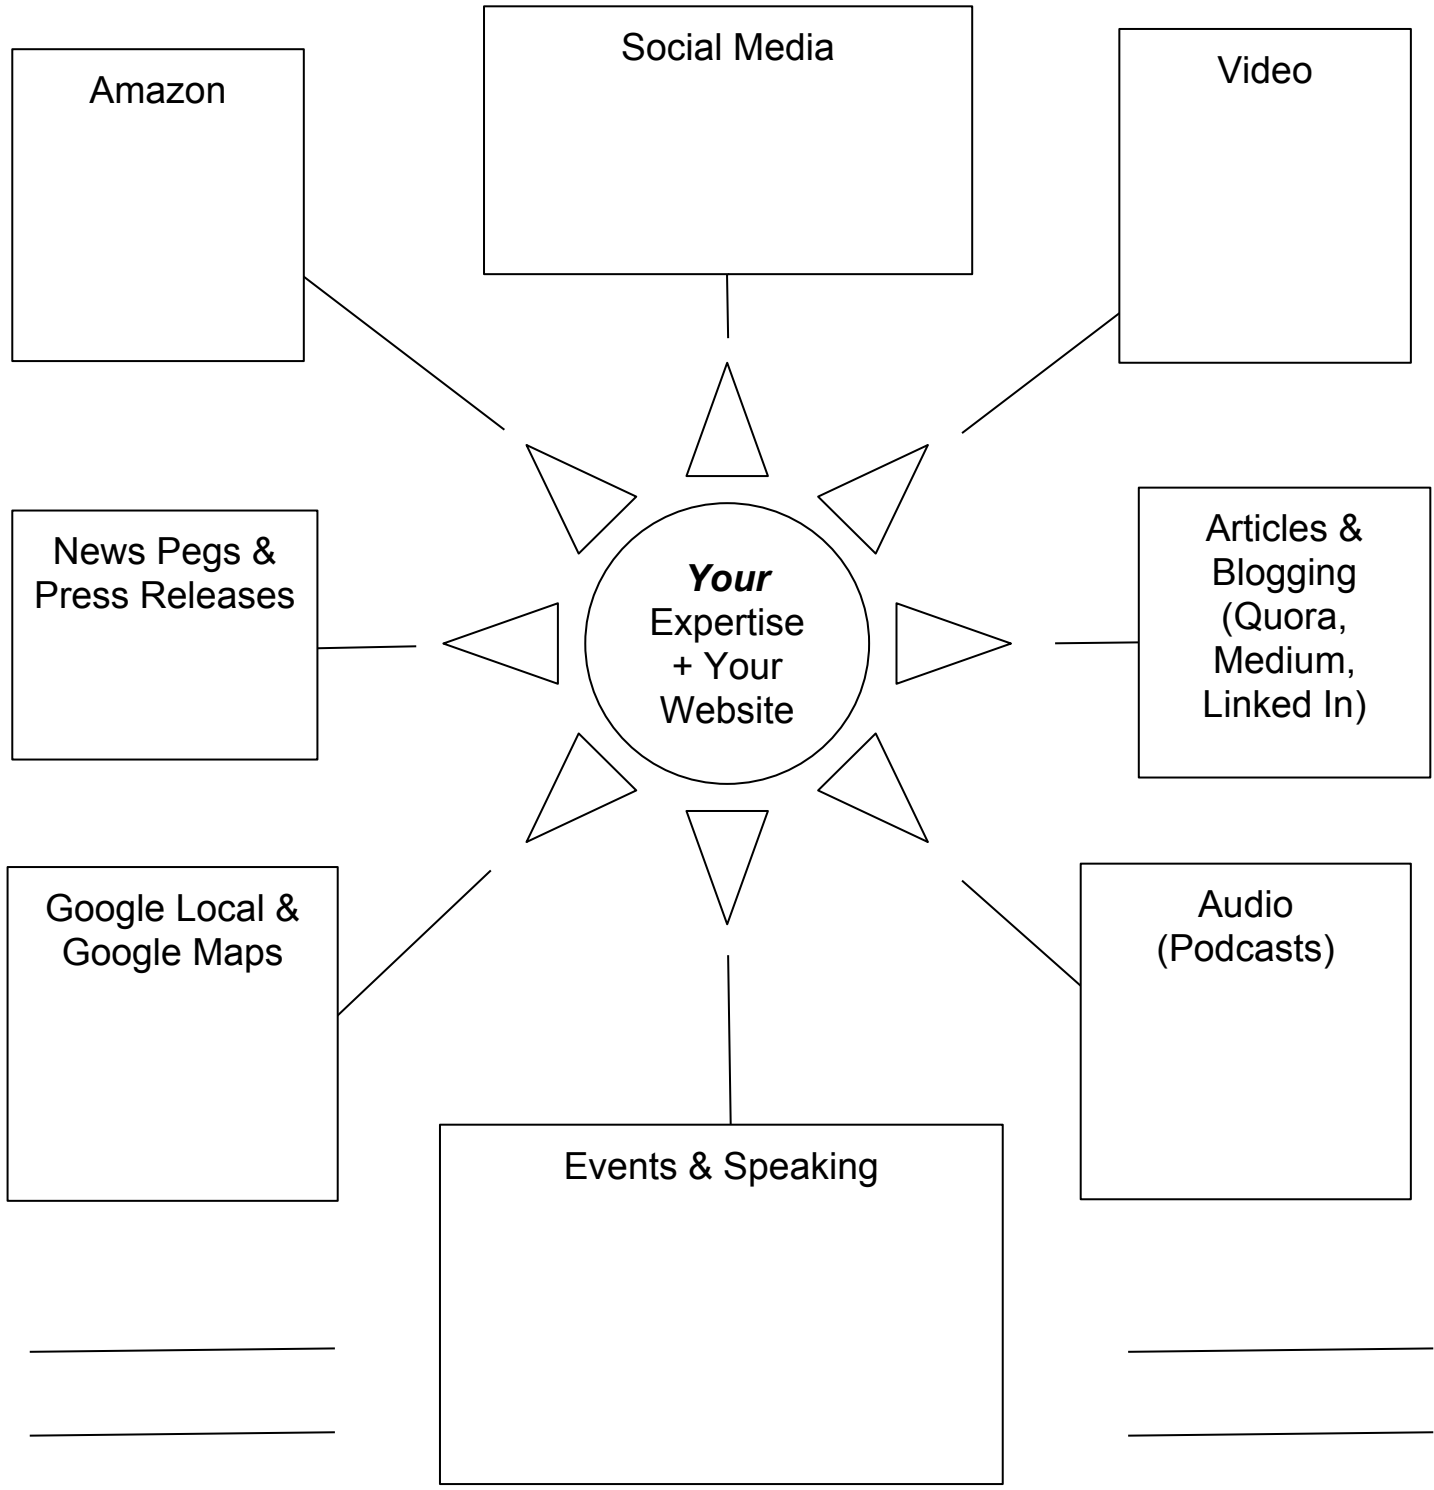 Social Media
Amazon
Video
News Pegs &
Press Releases
Your
Expertise
+ Your
Website
Articles &
Blogging
(Quora,
Medium,
Linked In)
Google Local &
Google Maps
Audio
(Podcasts)
Events & Speaking